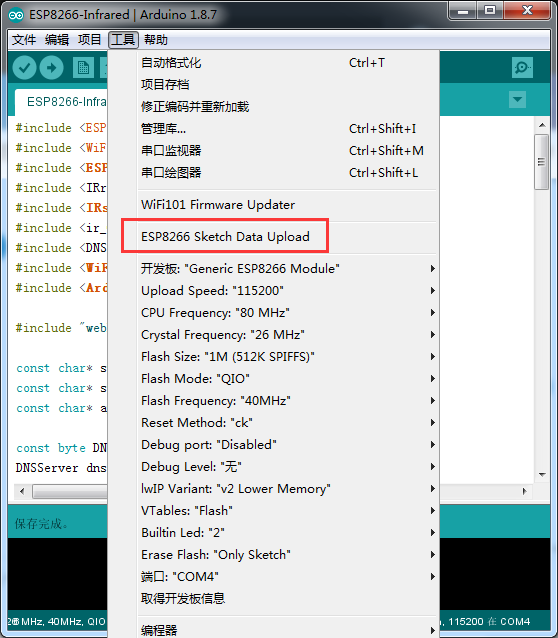 ESP8266-Infrared | Arduino 1.8.7
文件 编辑 项目 工具 帮助
ESP8266-Infra
#include <ESP
#include <WiF
#include <ESP
#include <IRr
#include <IRs
#include <ir_
#include <DNS
#include <WiF
#include <Ard
#include "web
const char* s
const char* s
const char* a
const byte DN
DNSServer dns
自动格式化 Ctrl+T
项目存档
修正编码并重新加载
管理库... Ctrl+Shift+I
串口监视器 Ctrl+Shift+M
串口绘图器 Ctrl+Shift+L
WiFi101 Firmware Updater
ESP8266 Sketch Data Upload
开发板: "Generic ESP8266 Module"
Upload Speed: "115200"
CPU Frequency: "80 MHz"
Crystal Frequency: "26 MHz"
Flash Size: "1M (512K SPIFFS)"
Flash Mode: "QIO"
Flash Frequency: "40MHz"
Reset Method: "ck"
Debug port: "Disabled"
Debug Level: "无"
lwIP Variant: "v2 Lower Memory"
VTables: "Flash"
Builtin Led: "2"
Erase Flash: "Only Sketch"
端口: "COM4"
取得开发板信息
编程器
保存完成。
MHz, 40MHz, QIO
, 115200 在 COM4